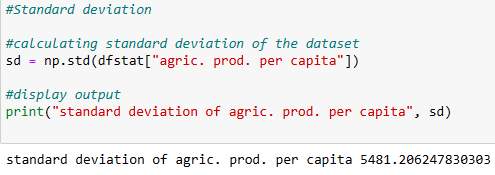 #Standard deviation
#calculating standard deviation of the dataset
sd = np.std(dfstat["agric. prod. per capita"])
#display output
print("standard deviation of agric. prod. per capita", sd)
standard deviation of agric. prod. per capita 5481.206247830303